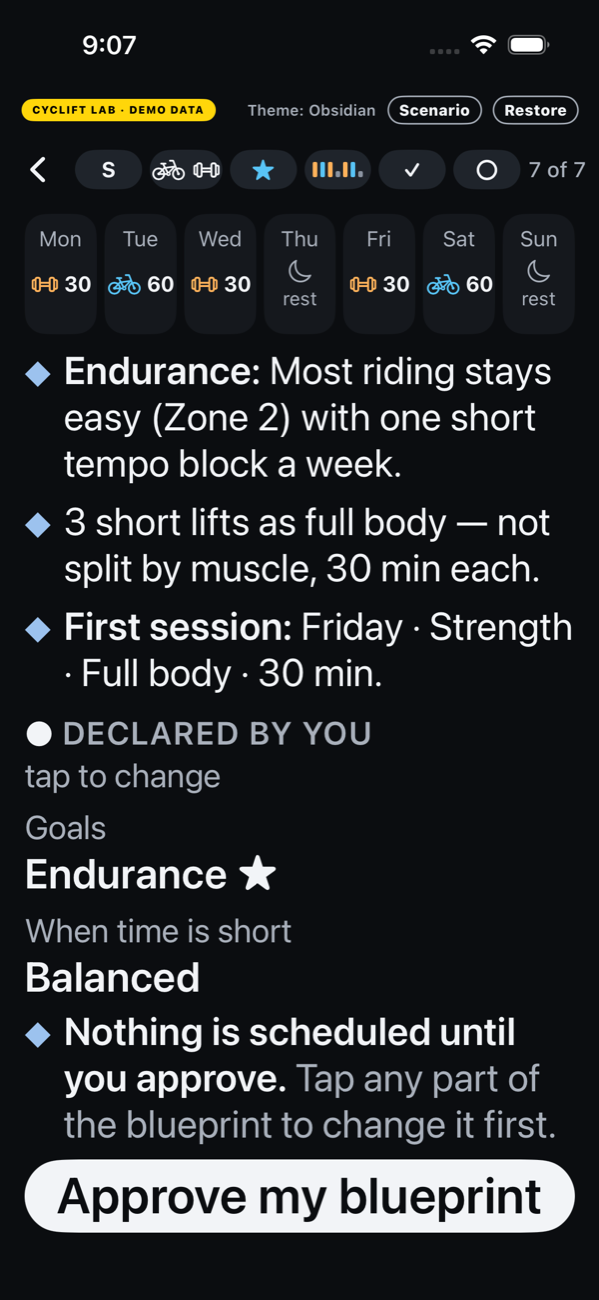 9:07
CYCLIFT LAB · DEMO DATA Theme: Obsidian Scenario Restore
S 7 of 7
Mon Tue Wed Thu Fri Sat Sun
30 60 30 rest 30 60 rest
Endurance: Most riding stays
easy (Zone 2) with one short
tempo block a week.
3 short lifts as full body — not
split by muscle, 30 min each.
First session: Friday · Strength
· Full body · 30 min.
DECLARED BY YOU
tap to change
Goals
Endurance ★
When time is short
Balanced
Nothing is scheduled until
you approve. Tap any part of
the blueprint to change it first.
Approve my blueprint